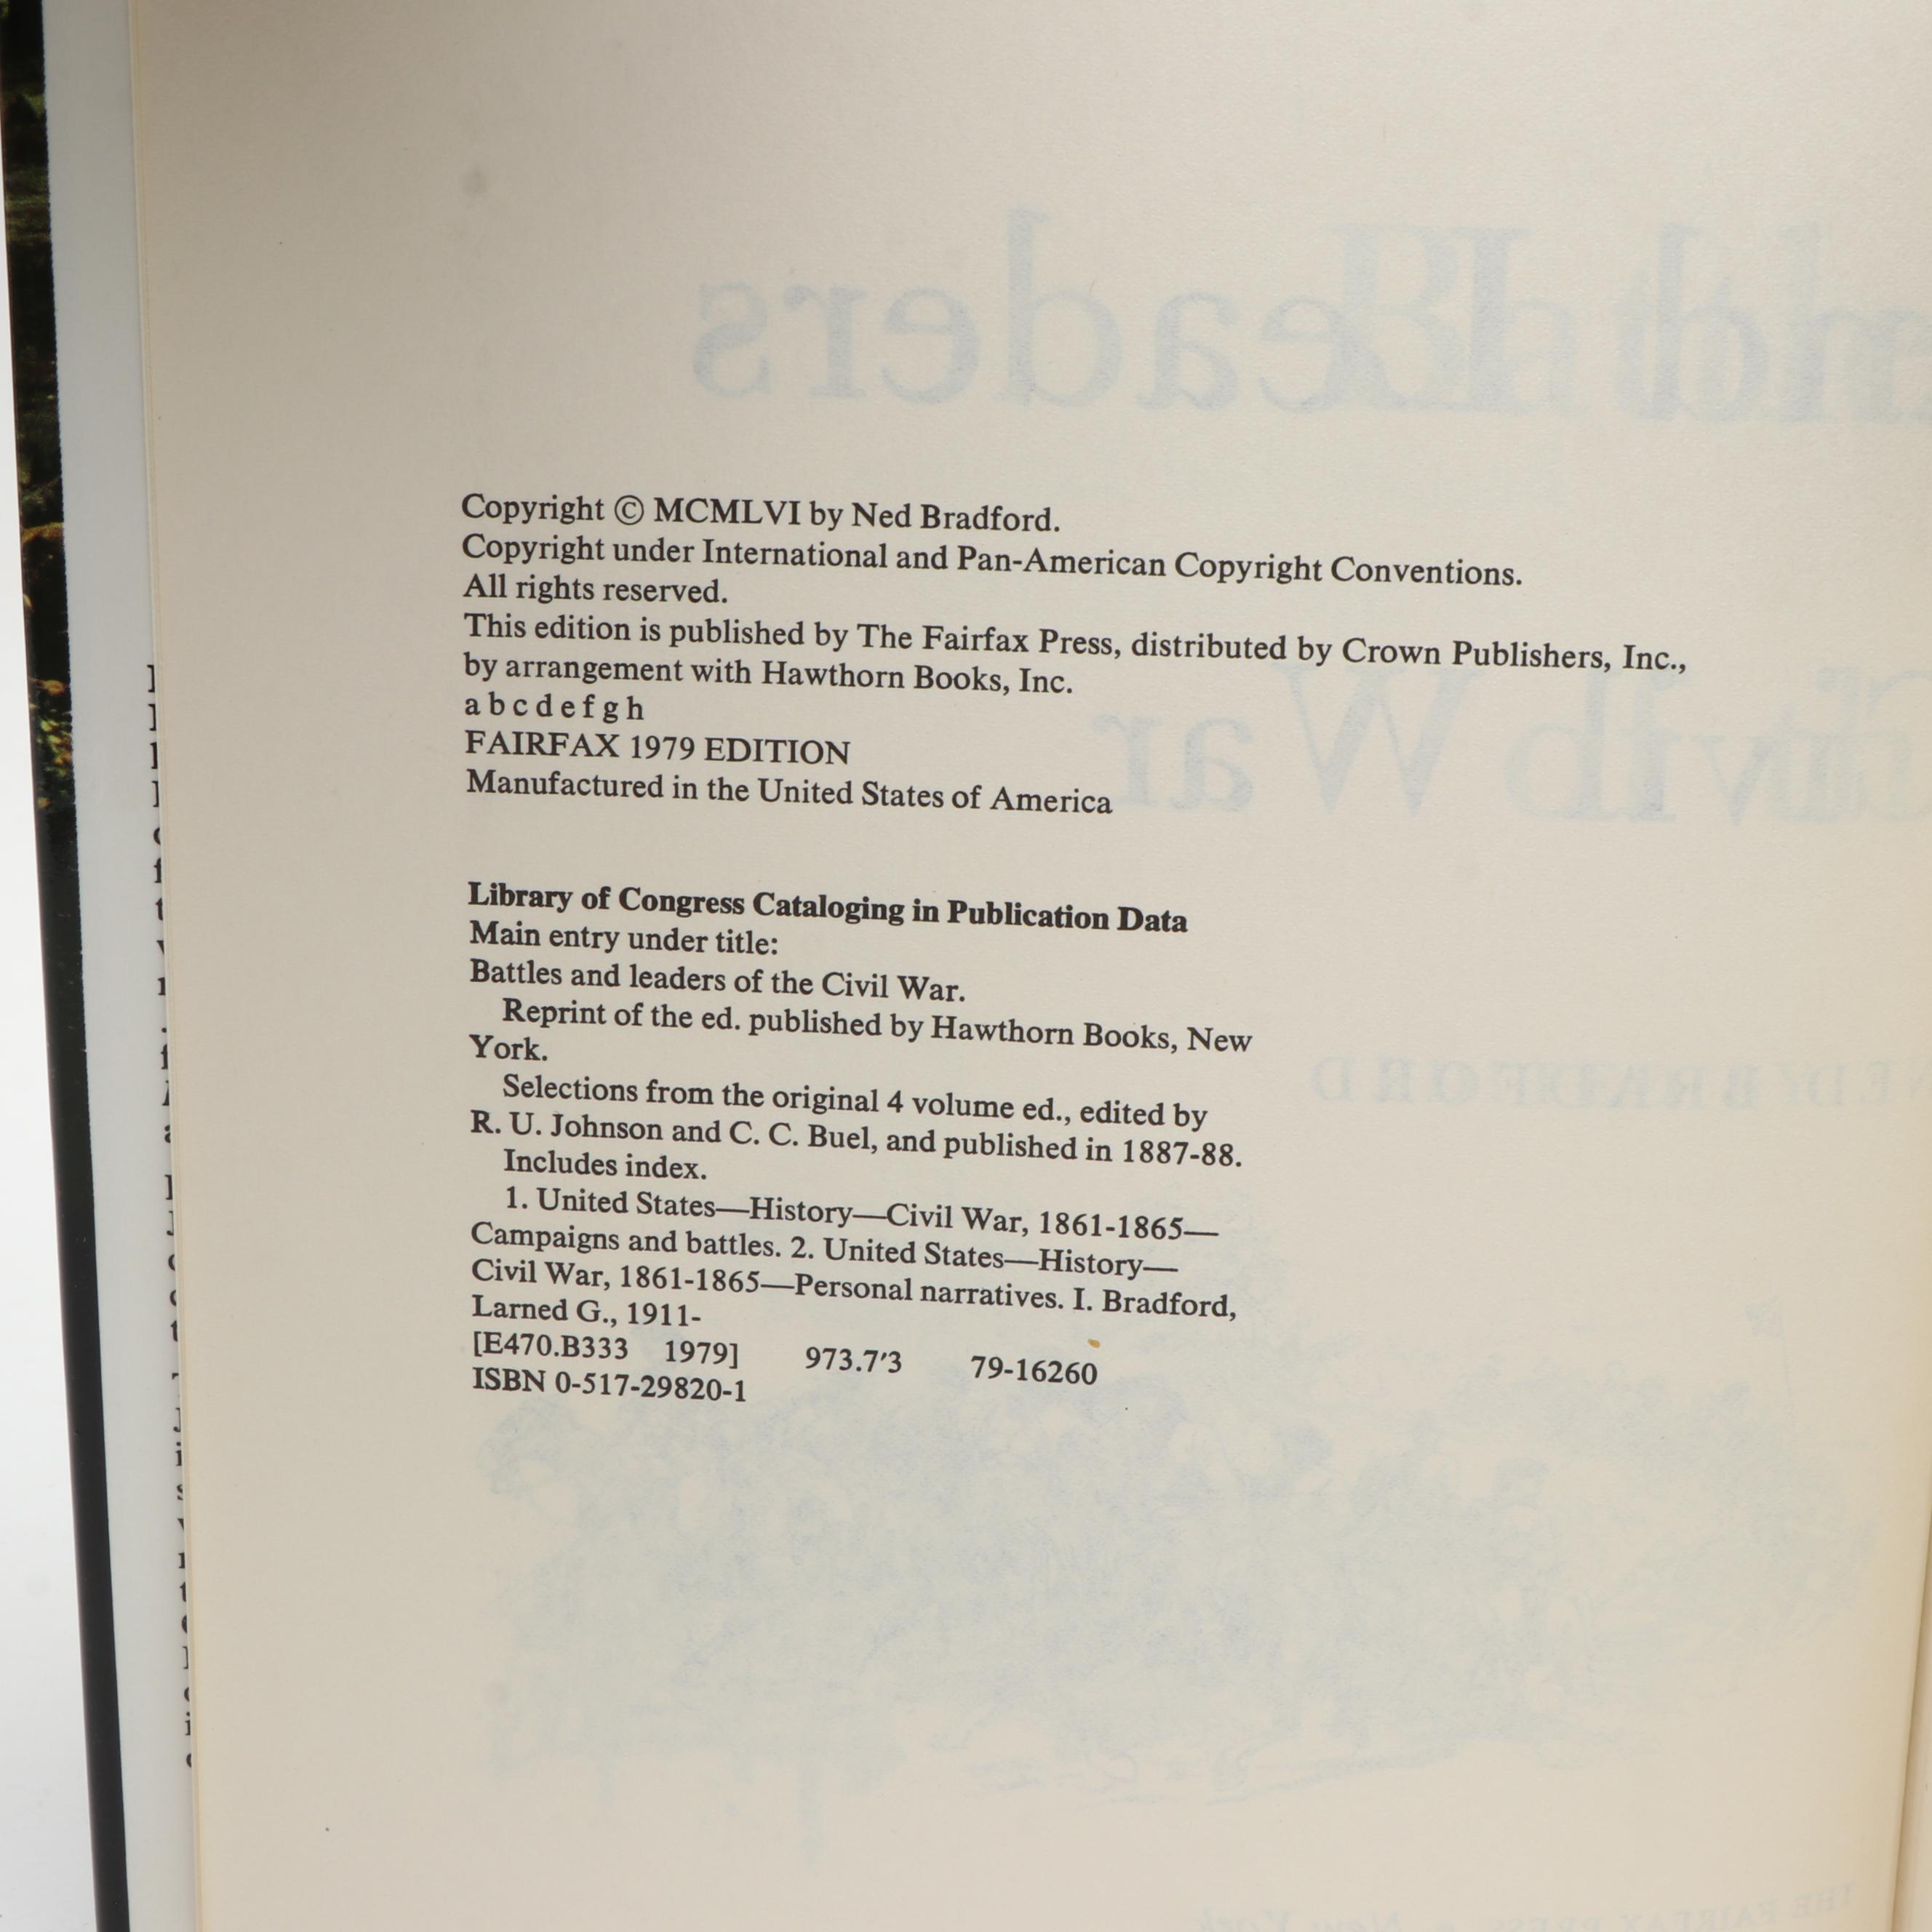 Copyright © MCMLVI by Ned Bradford.
Copyright under International and Pan-American Copyright Conventions.
All rights reserved.
This edition is published by The Fairfax Press, distributed by Crown Publishers, Inc.,
by arrangement with Hawthorn Books, Inc.
a b c d e f g h
FAIRFAX 1979 EDITION
Manufactured in the United States of America
Library of Congress Cataloging in Publication Data
Main entry under title:
Battles and leaders of the Civil War.
Reprint of the ed. published by Hawthorn Books, New
York.
Selections from the original 4 volume ed., edited by
R. U. Johnson and C. C. Buel, and published in 1887-88.
Includes index.
1. United States—History—Civil War, 1861-1865—
Campaigns and battles. 2. United States—History—
Civil War, 1861-1865—Personal narratives. I. Bradford,
Larned G., 1911-
[E470.B333 1979] 973.7'3 79-16260
ISBN 0-517-29820-1